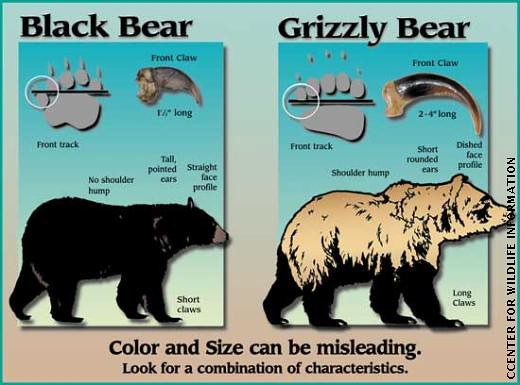 Black Bear
Front Claw
1½" long
Front track
Tall,
pointed
ears
Straight
face
profile
No shoulder
hump
Short
claws
Grizzly Bear
Front Claw
2-4" long
Front track
Short
rounded
ears
Dished
face
profile
Shoulder hump
Long
Claws
Color and Size can be misleading.
Look for a combination of characteristics.
CCENTER FOR WILDLIFE INFORMATION